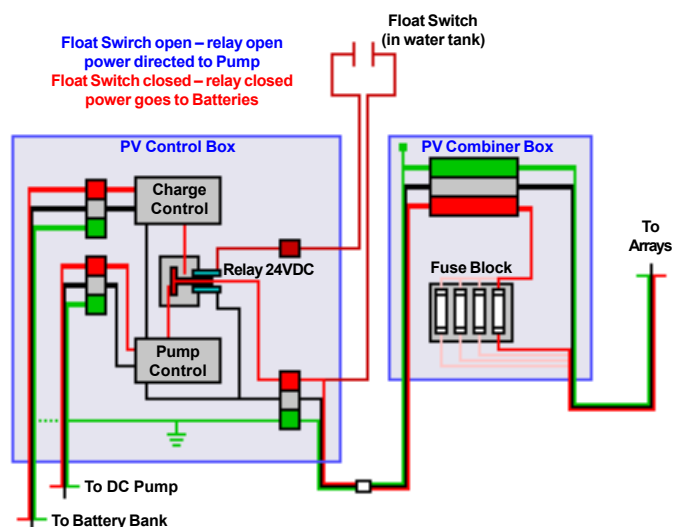 Float Swirch open – relay open
power directed to Pump
Float Switch closed – relay closed
power goes to Batteries
Float Switch
(in water tank)
PV Control Box
PV Combiner Box
Charge
Control
Relay 24VDC
Pump
Control
Fuse Block
To
Arrays
To DC Pump
To Battery Bank